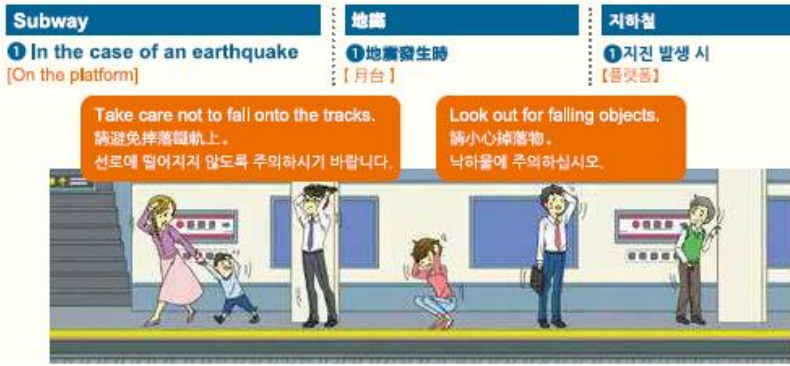 Subway
❶ In the case of an earthquake
[On the platform]
地鐵
❶地震發生時
【月台】
지하철
❶지진 발생 시
【플랫폼】
Take care not to fall onto the tracks.
請避免摔落鐵軌上。
선로에 떨어지지 않도록 주의하시기 바랍니다.
Look out for falling objects.
請小心掉落物。
낙하물에 주의하십시오.